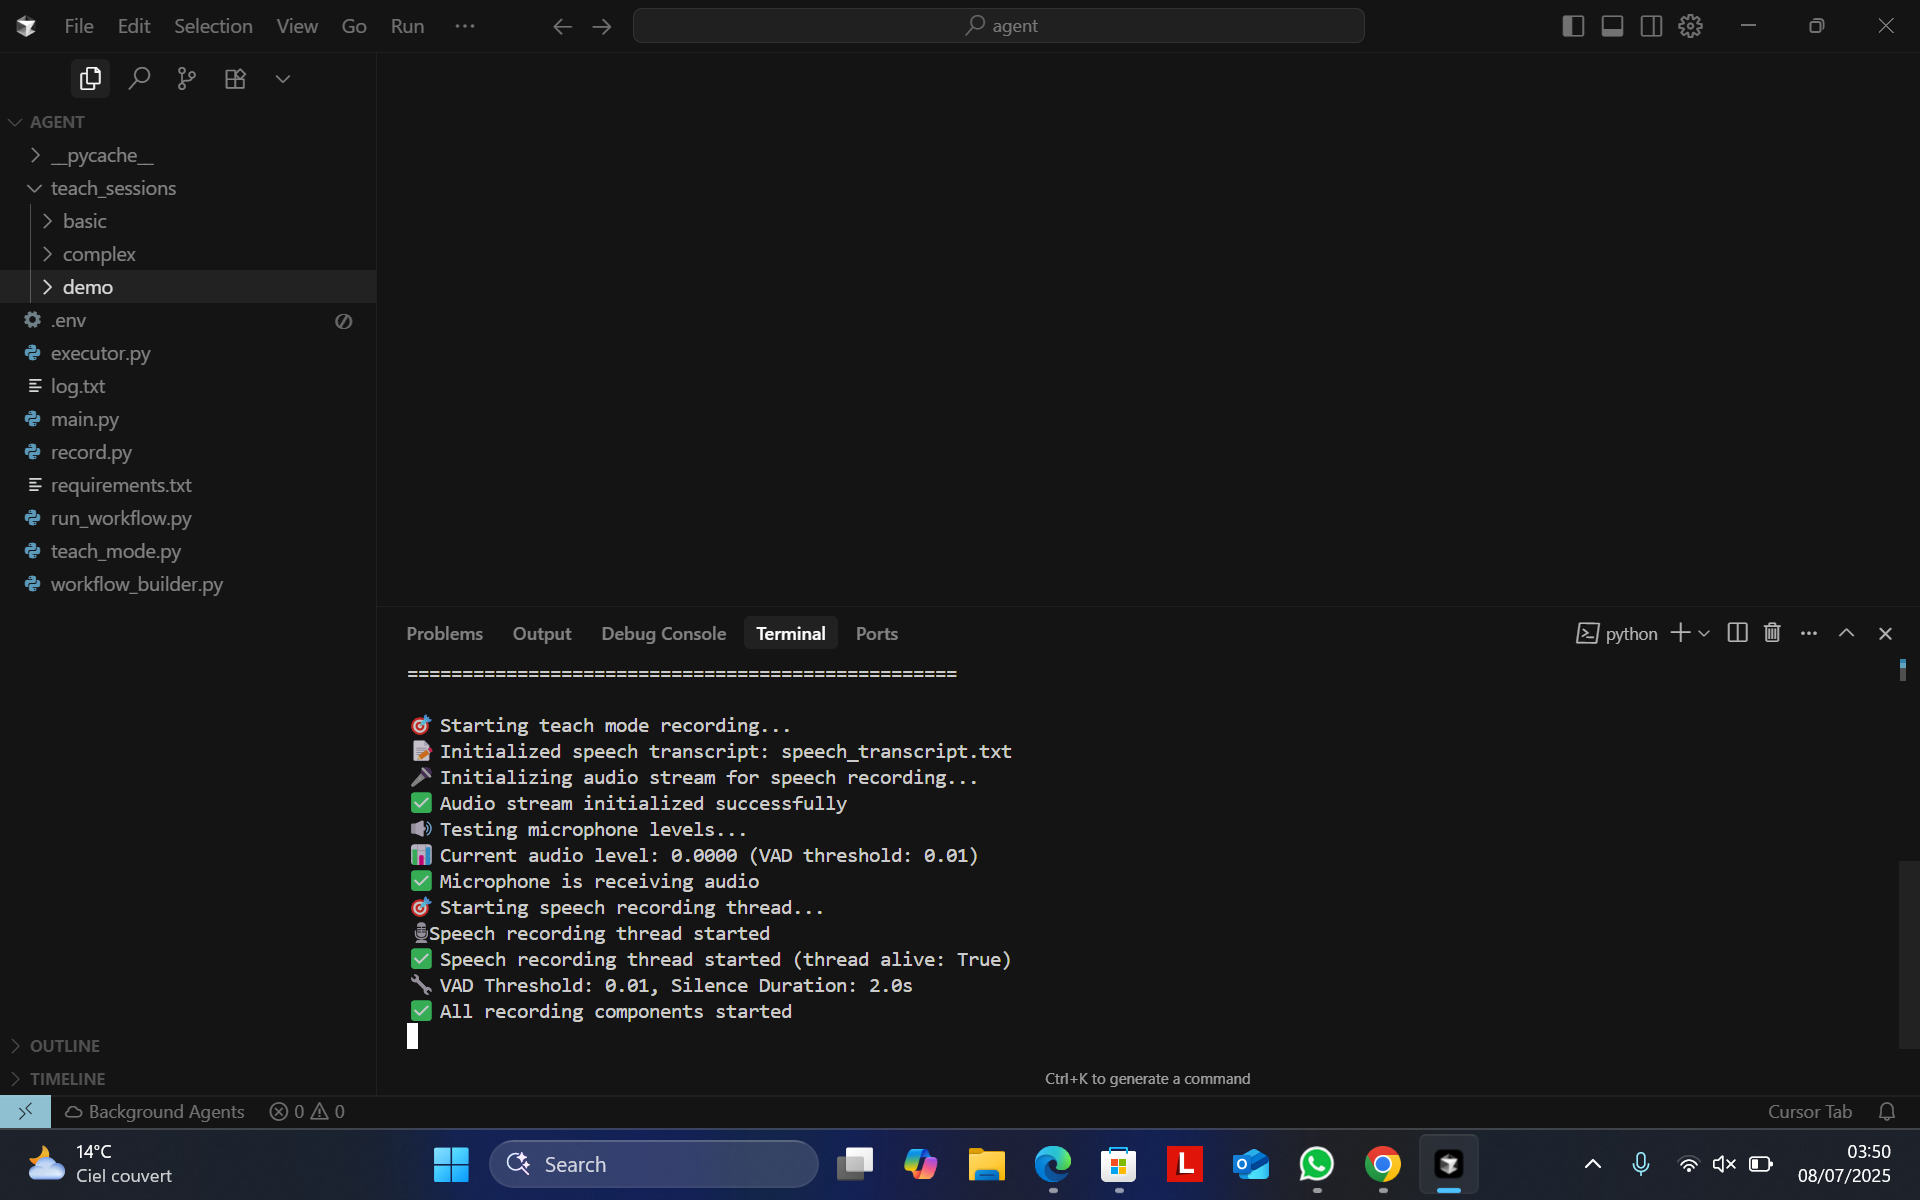 File Edit Selection View Go Run ···
agent
AGENT
__pycache__
teach_sessions
basic
complex
demo
.env
executor.py
log.txt
main.py
record.py
requirements.txt
run_workflow.py
teach_mode.py
workflow_builder.py
OUTLINE
TIMELINE
Problems Output Debug Console Terminal Ports
python
==================================================
Starting teach mode recording...
Initialized speech transcript: speech_transcript.txt
Initializing audio stream for speech recording...
Audio stream initialized successfully
Testing microphone levels...
Current audio level: 0.0000 (VAD threshold: 0.01)
Microphone is receiving audio
Starting speech recording thread...
Speech recording thread started
Speech recording thread started (thread alive: True)
VAD Threshold: 0.01, Silence Duration: 2.0s
All recording components started
Ctrl+K to generate a command
Background Agents 0 0
Cursor Tab
14°C
Ciel couvert
Search
L
03:50
08/07/2025